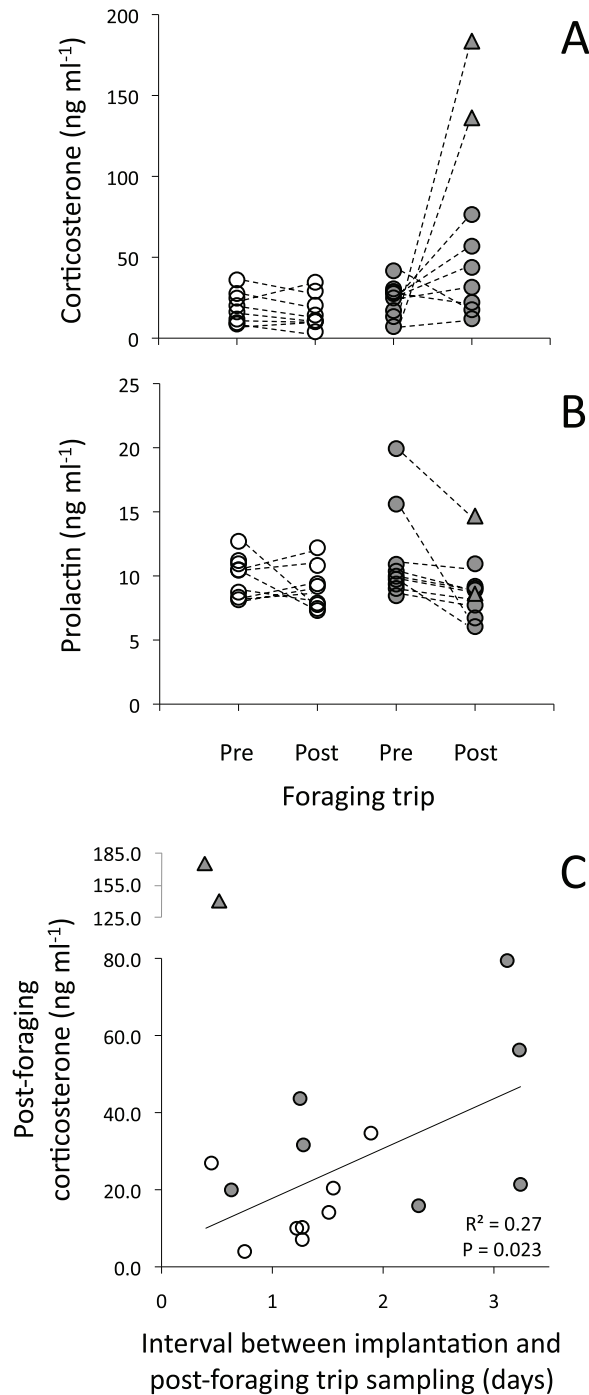 A
Corticosterone (ng ml⁻¹)
200
150
100
50
0
B
Prolactin (ng ml⁻¹)
25
20
15
10
5
0
Pre Post Pre Post
Foraging trip
C
Post-foraging
corticosterone (ng ml⁻¹)
185.0
155.0
125.0
80.0
60.0
40.0
20.0
0.0
R² = 0.27
P = 0.023
0 1 2 3
Interval between implantation and
post-foraging trip sampling (days)